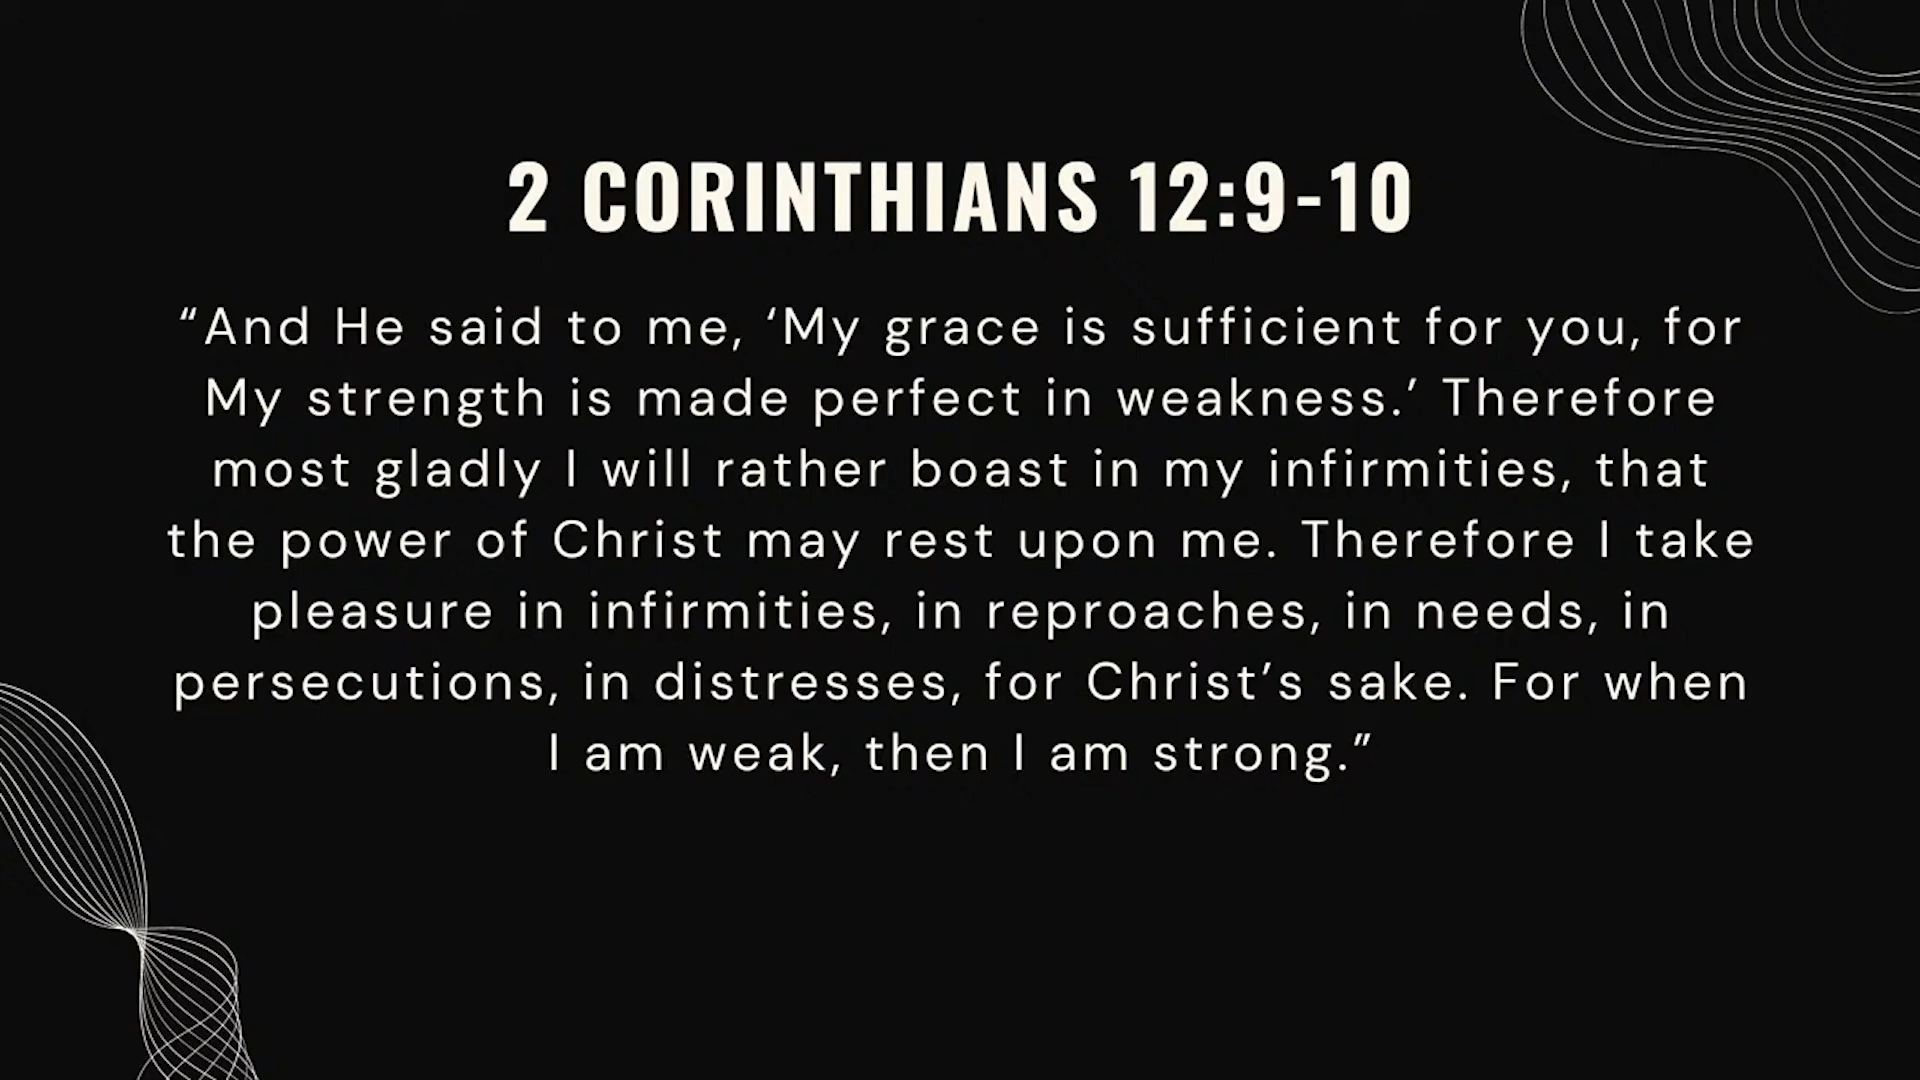 2 CORINTHIANS 12:9-10
“And He said to me, ‘My grace is sufficient for you, for
My strength is made perfect in weakness.’ Therefore
most gladly I will rather boast in my infirmities, that
the power of Christ may rest upon me. Therefore I take
pleasure in infirmities, in reproaches, in needs, in
persecutions, in distresses, for Christ’s sake. For when
I am weak, then I am strong.”